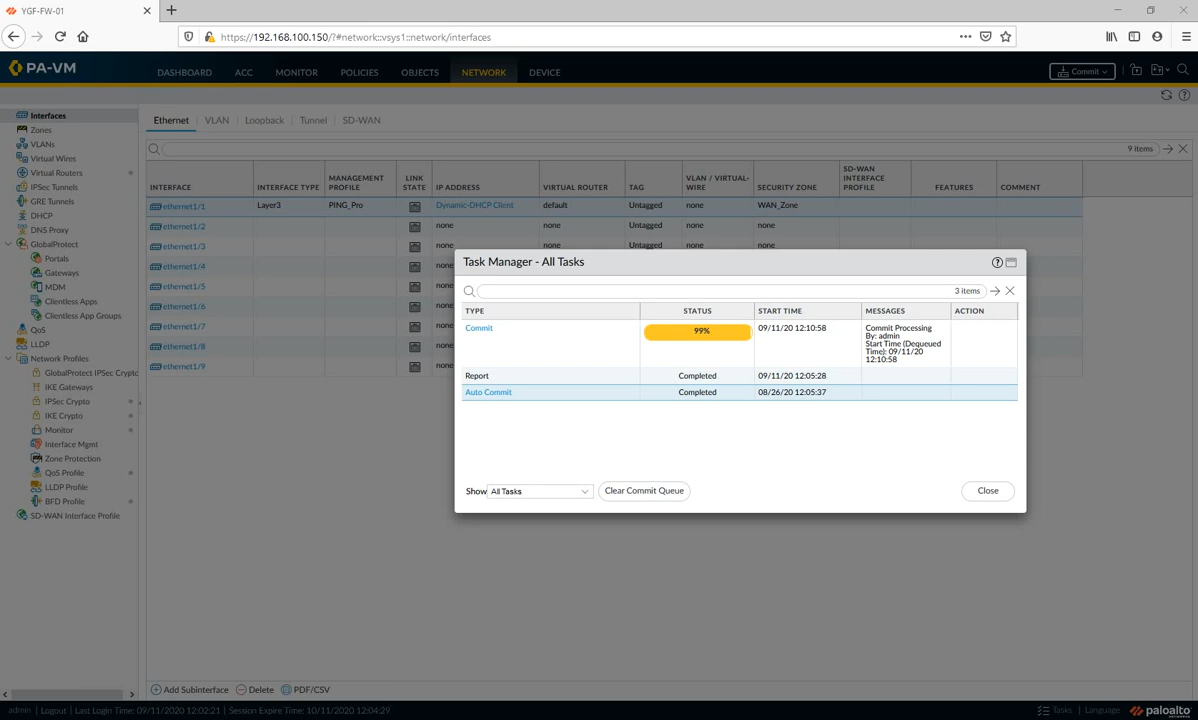 YGF-FW-01
https://192.168.100.150/?#network::vsys1::network/interfaces
PA-VM
DASHBOARD ACC MONITOR POLICIES OBJECTS NETWORK DEVICE
Commit
Interfaces
Zones
VLANs
Virtual Wires
Virtual Routers
IPSec Tunnels
GRE Tunnels
DHCP
DNS Proxy
GlobalProtect
Portals
Gateways
MDM
Clientless Apps
Clientless App Groups
QoS
LLDP
Network Profiles
GlobalProtect IPSec Crypto
IKE Gateways
IPSec Crypto
IKE Crypto
Monitor
Interface Mgmt
Zone Protection
QoS Profile
LLDP Profile
BFD Profile
SD-WAN Interface Profile
Ethernet VLAN Loopback Tunnel SD-WAN
9 items
INTERFACE INTERFACE TYPE MANAGEMENT PROFILE LINK STATE IP ADDRESS VIRTUAL ROUTER TAG VLAN / VIRTUAL-WIRE SECURITY ZONE SD-WAN INTERFACE PROFILE FEATURES COMMENT
ethernet1/1 Layer3 PING_Pro Dynamic-DHCP Client default Untagged none WAN_Zone
ethernet1/2 none none Untagged none none
ethernet1/3 none none Untagged none none
ethernet1/4 none
ethernet1/5 none
ethernet1/6 none
ethernet1/7 none
ethernet1/8 none
ethernet1/9 none
Task Manager - All Tasks
3 items
TYPE STATUS START TIME MESSAGES ACTION
Commit 99% 09/11/20 12:10:58 Commit Processing
By: admin
Start Time (Dequeued
Time): 09/11/20
12:10:58
Report Completed 09/11/20 12:05:28
Auto Commit Completed 08/26/20 12:05:37
Show All Tasks Clear Commit Queue Close
Add Subinterface Delete PDF/CSV
admin | Logout | Last Login Time: 09/11/2020 12:02:21 | Session Expire Time: 10/11/2020 12:04:29 Tasks | Language paloalto
NETWORKS